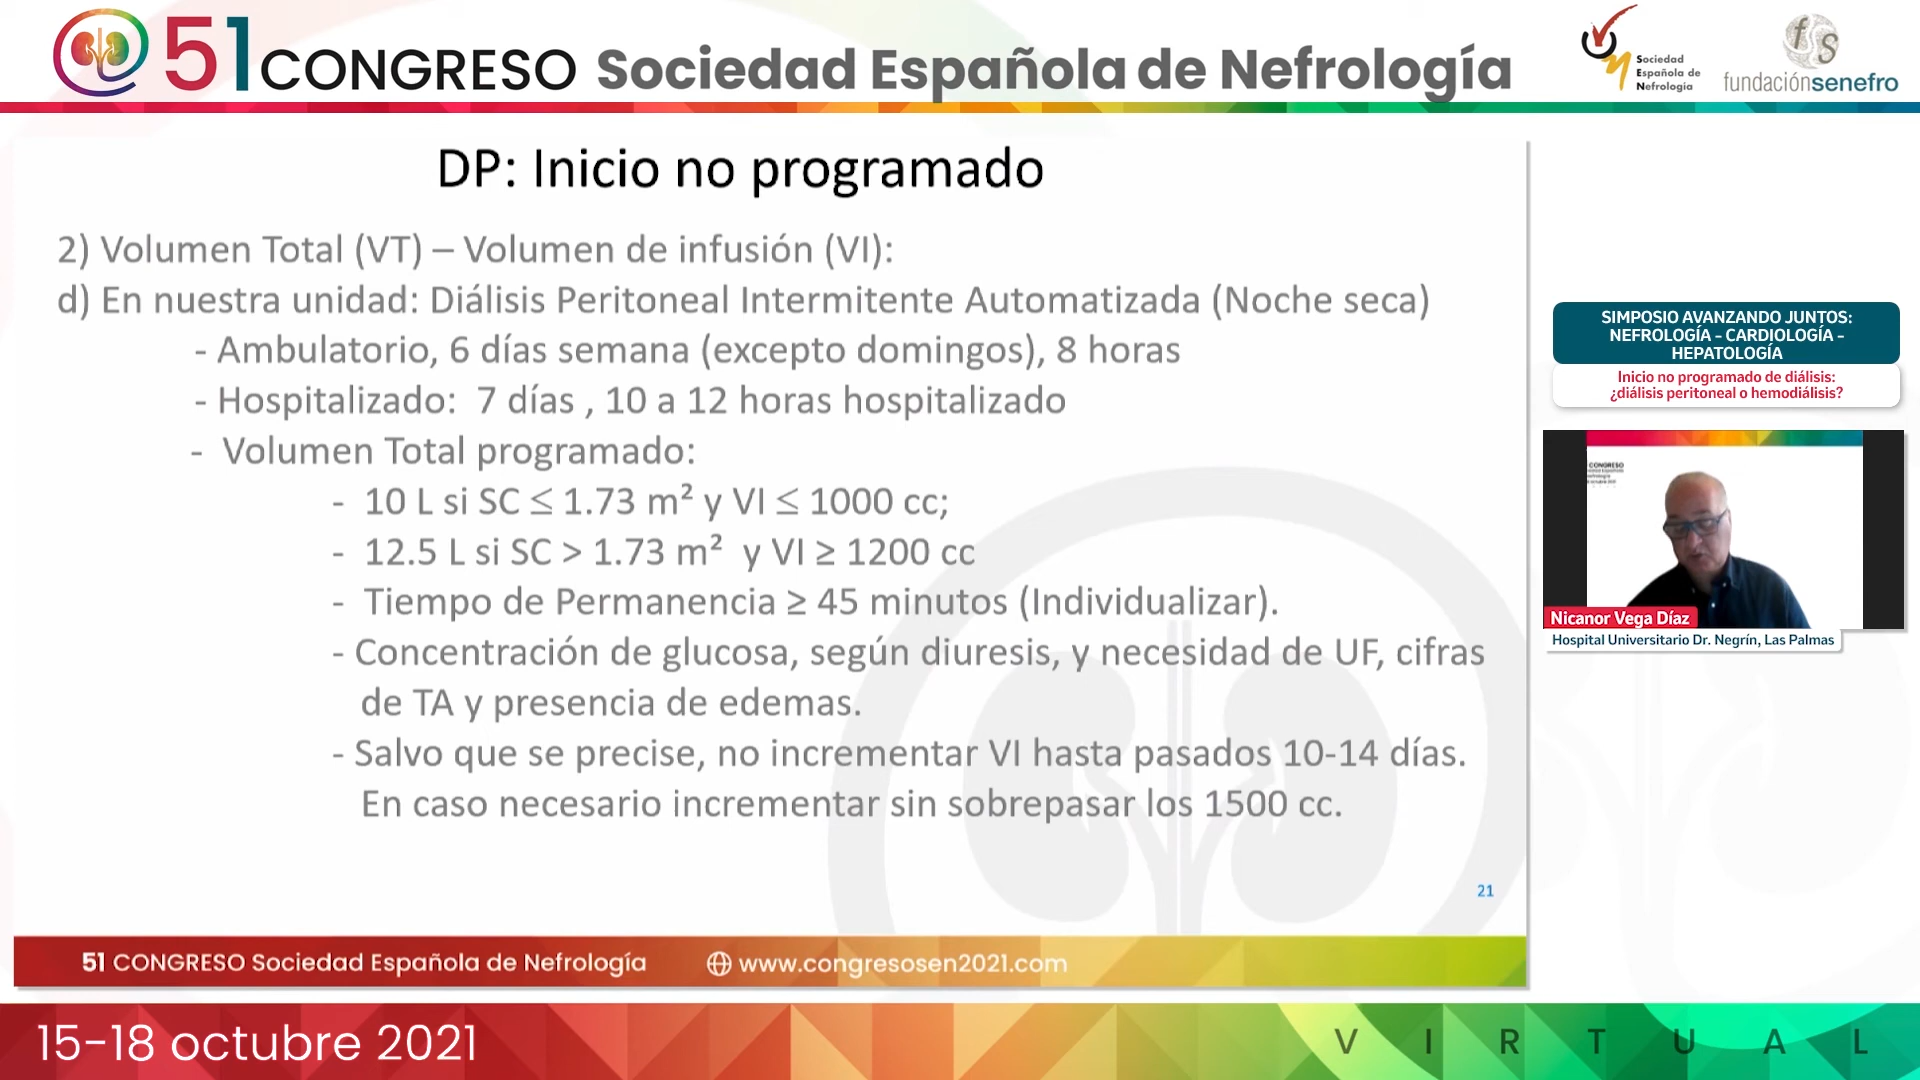 51 CONGRESO Sociedad Española de Nefrología
Sociedad
Española de
Nefrología
fs
fundaciónsenefro
DP: Inicio no programado
2) Volumen Total (VT) – Volumen de infusión (VI):
d) En nuestra unidad: Diálisis Peritoneal Intermitente Automatizada (Noche seca)
- Ambulatorio, 6 días semana (excepto domingos), 8 horas
- Hospitalizado: 7 días , 10 a 12 horas hospitalizado
- Volumen Total programado:
- 10 L si SC ≤ 1.73 m² y VI ≤ 1000 cc;
- 12.5 L si SC > 1.73 m² y VI ≥ 1200 cc
- Tiempo de Permanencia ≥ 45 minutos (Individualizar).
- Concentración de glucosa, según diuresis, y necesidad de UF, cifras
de TA y presencia de edemas.
- Salvo que se precise, no incrementar VI hasta pasados 10-14 días.
En caso necesario incrementar sin sobrepasar los 1500 cc.
21
51 CONGRESO Sociedad Española de Nefrología
www.congresosen2021.com
SIMPOSIO AVANZANDO JUNTOS:
NEFROLOGÍA - CARDIOLOGÍA -
HEPATOLOGÍA
Inicio no programado de diálisis:
¿diálisis peritoneal o hemodiálisis?
CONGRESO
Nicanor Vega Díaz
Hospital Universitario Dr. Negrín, Las Palmas
15-18 octubre 2021
VIRTUAL